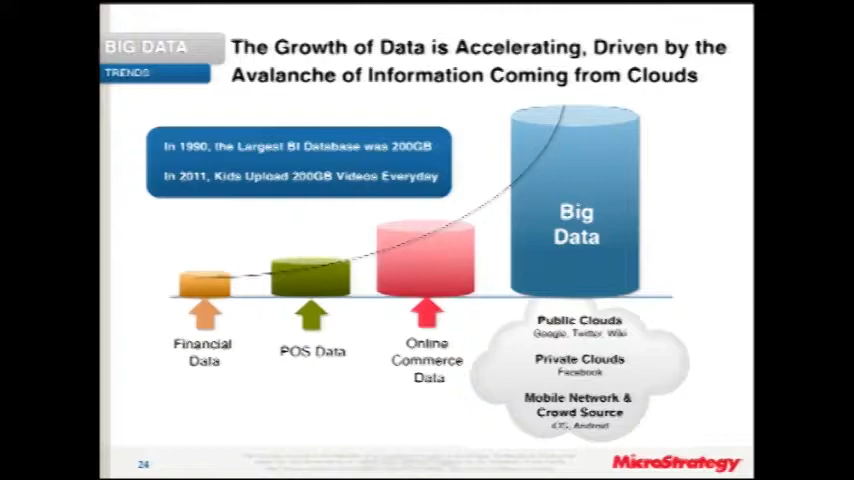 BIG DATA
TRENDS
The Growth of Data is Accelerating, Driven by the
Avalanche of Information Coming from Clouds
In 1990, the Largest BI Database was 200GB
In 2011, Kids Upload 200GB Videos Everyday
Big
Data
Financial
Data
POS Data
Online
Commerce
Data
Public Clouds
Google, Twitter, Wiki
Private Clouds
Facebook
Mobile Network &
Crowd Source
iOS, Android
24
MicroStrategy